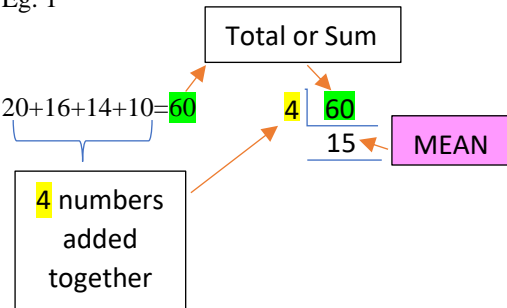 Eg. 1
Total or Sum
20+16+14+10=60
4 60
15
MEAN
4 numbers
added
together